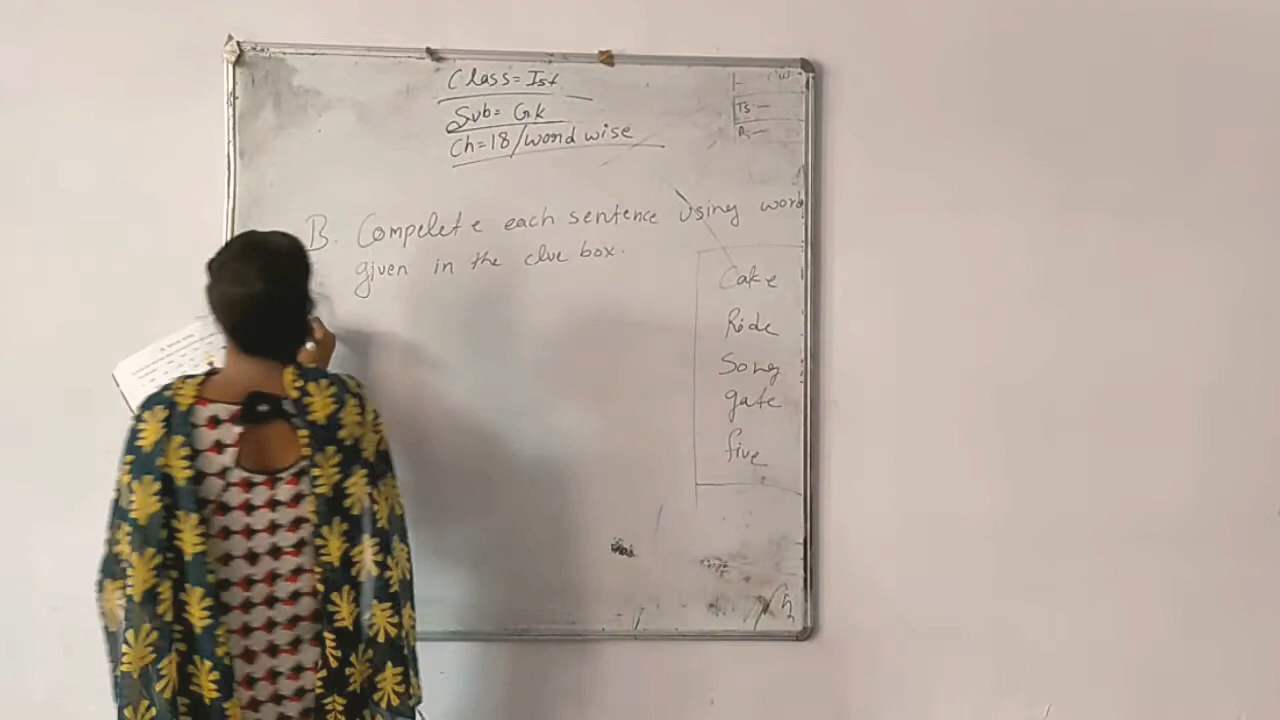 Class = Ist
Sub = Gk
Ch = 18/word wise
TS -
B. Compelete each sentence using word
given in the clue box.
Cake
Ride
Song
gate
five